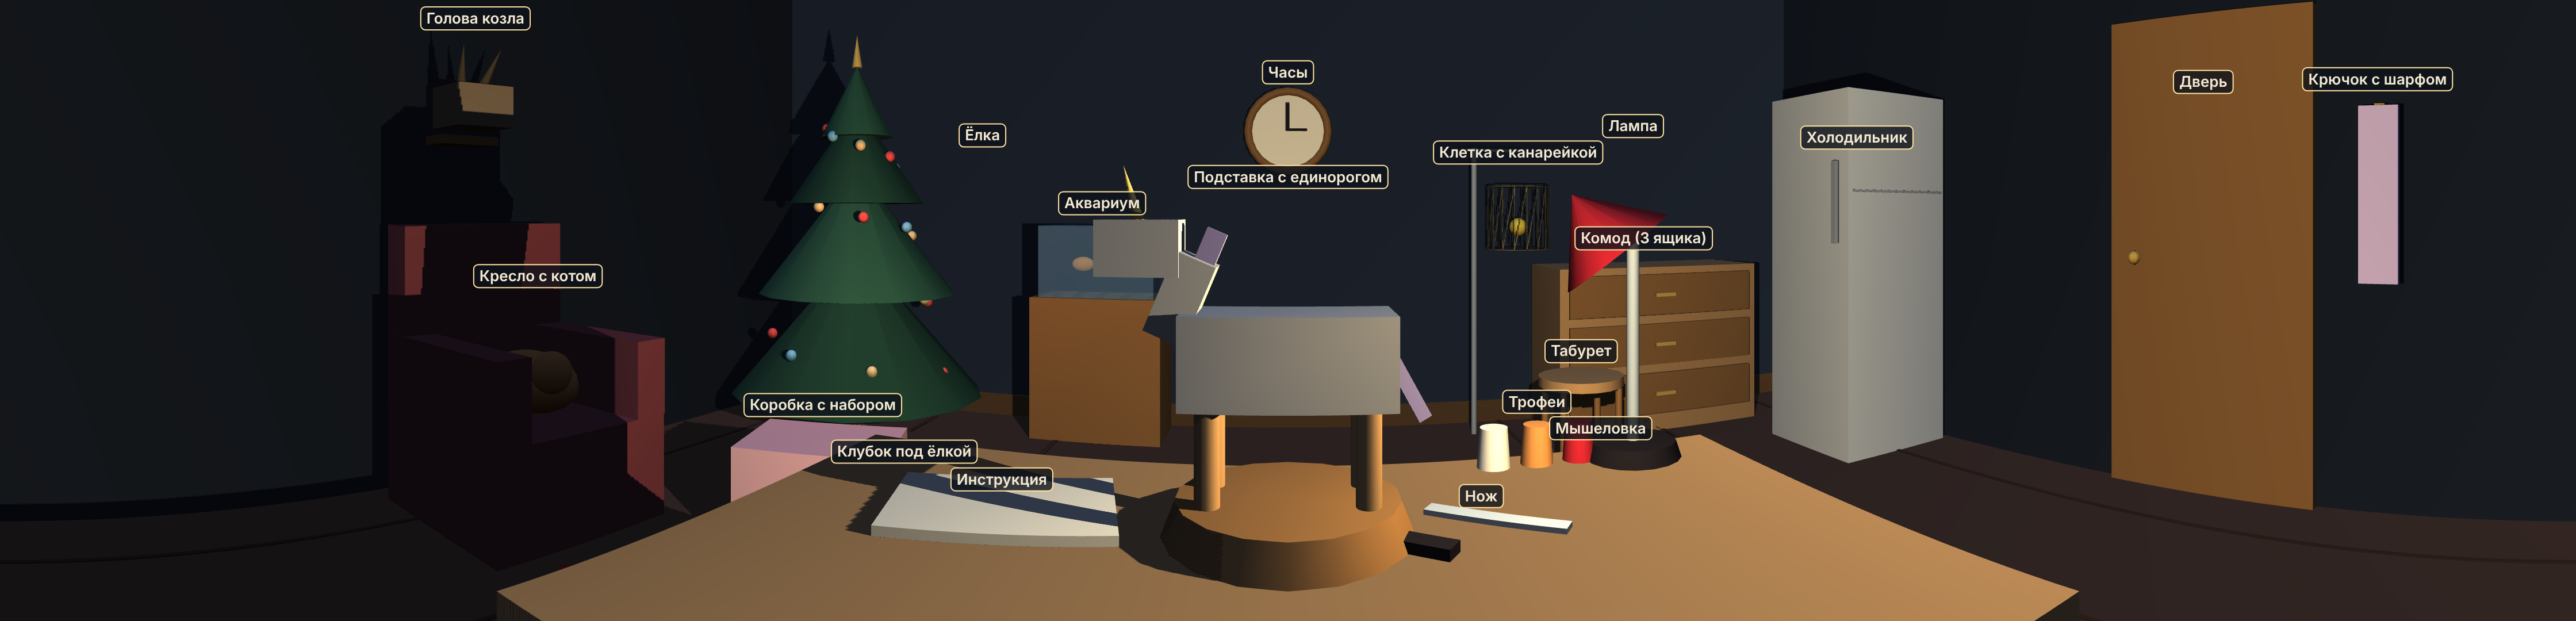 Голова козла
Часы
Крючок с шарфом
Дверь
Лампа
Ёлка
Холодильник
Клетка с канарейкой
Подставка с единорогом
Аквариум
Комод (3 ящика)
Кресло с котом
Табурет
Трофеи
Коробка с набором
Мышеловка
Клубок под ёлкой
Инструкция
Нож